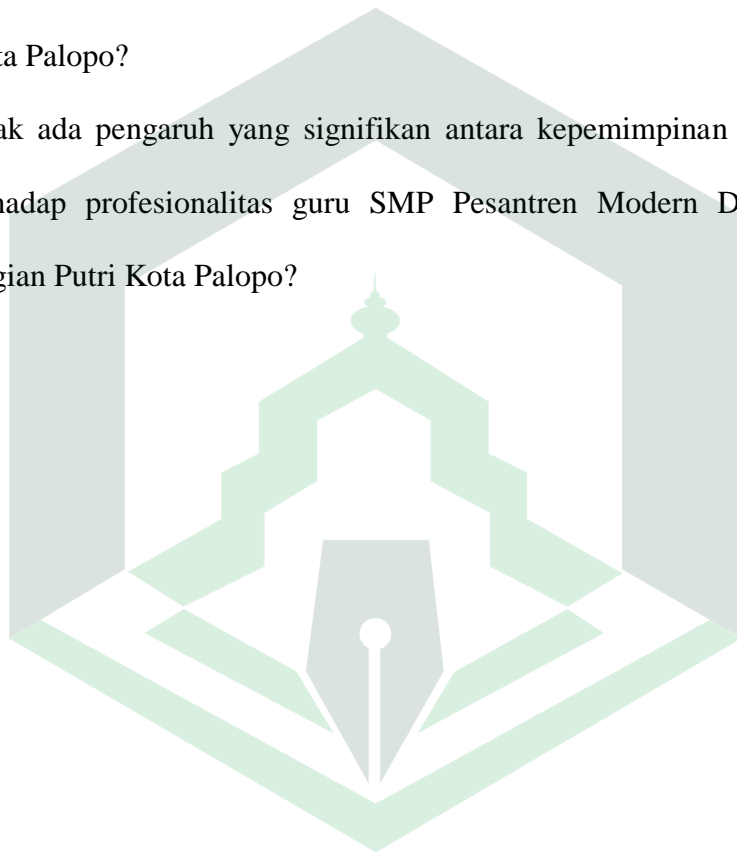 ta Palopo?
ak ada pengaruh yang signifikan antara kepemimpinan
hadap profesionalitas guru SMP Pesantren Modern D
gian Putri Kota Palopo?